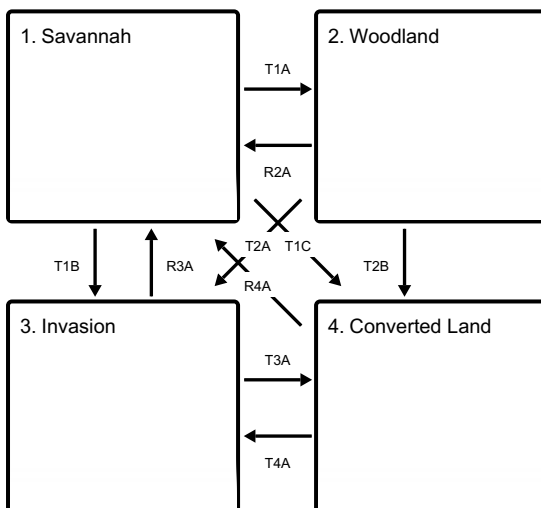 1. Savannah
2. Woodland
T1A
R2A
T1B
R3A
T2A
T1C
T2B
R4A
3. Invasion
4. Converted Land
T3A
T4A